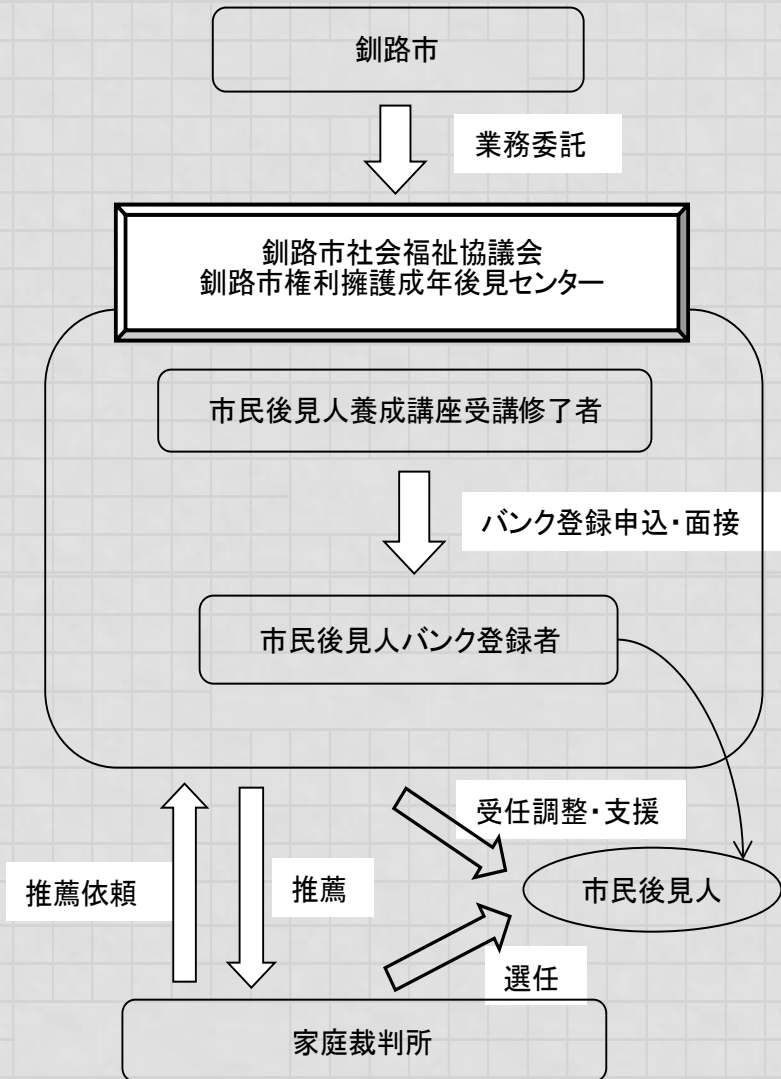 釧路市
業務委託
釧路市社会福祉協議会
釧路市権利擁護成年後見センター
市民後見人養成講座受講修了者
バンク登録申込・面接
市民後見人バンク登録者
受任調整・支援
推薦依頼
推薦
市民後見人
選任
家庭裁判所